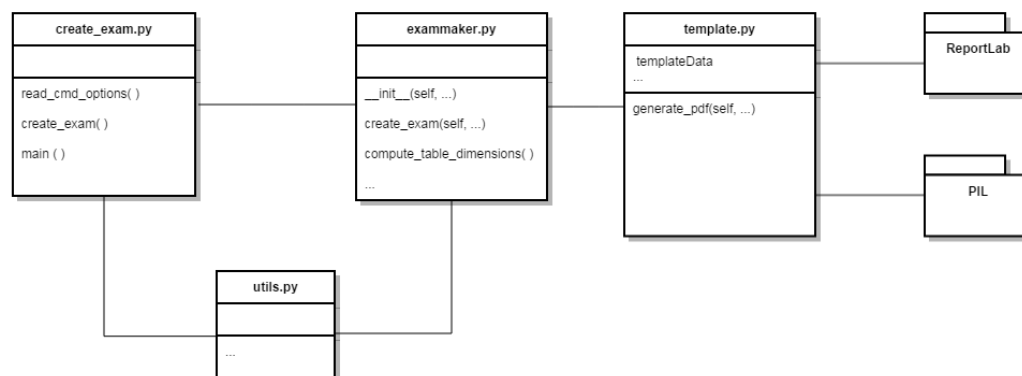 create_exam.py
read_cmd_options( )
create_exam( )
main ( )
exammaker.py
__init__(self, ...)
create_exam(self, ...)
compute_table_dimensions( )
...
template.py
templateData
...
generate_pdf(self, ...)
ReportLab
PIL
utils.py
...